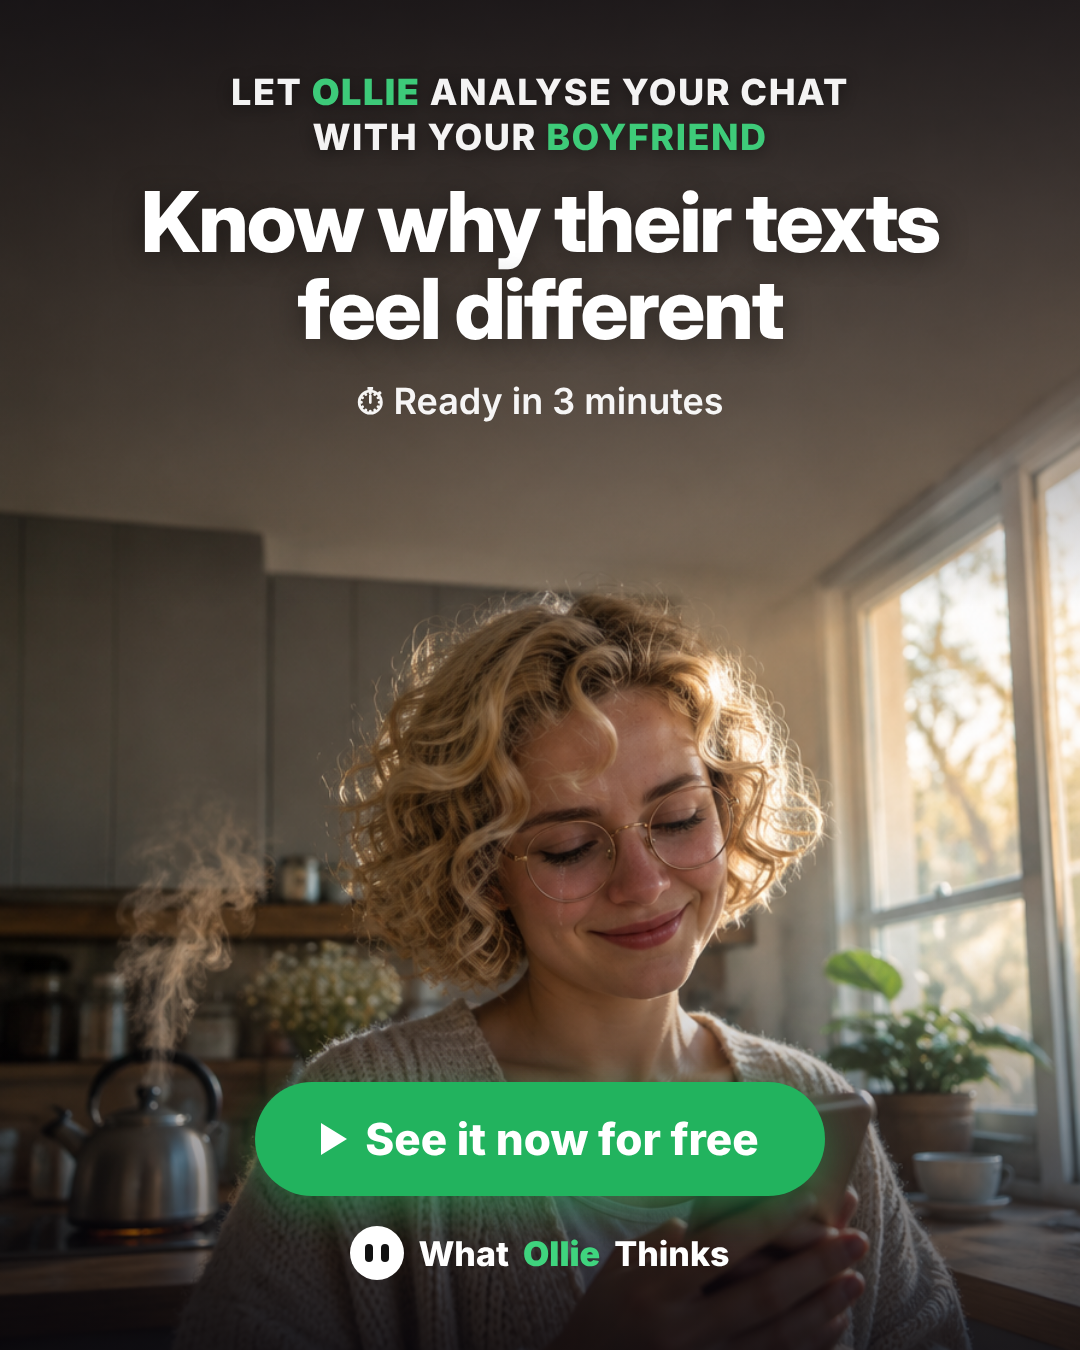 LET OLLIE ANALYSE YOUR CHAT
WITH YOUR BOYFRIEND
Know why their texts
feel different
⏱ Ready in 3 minutes
▶ See it now for free
What Ollie Thinks